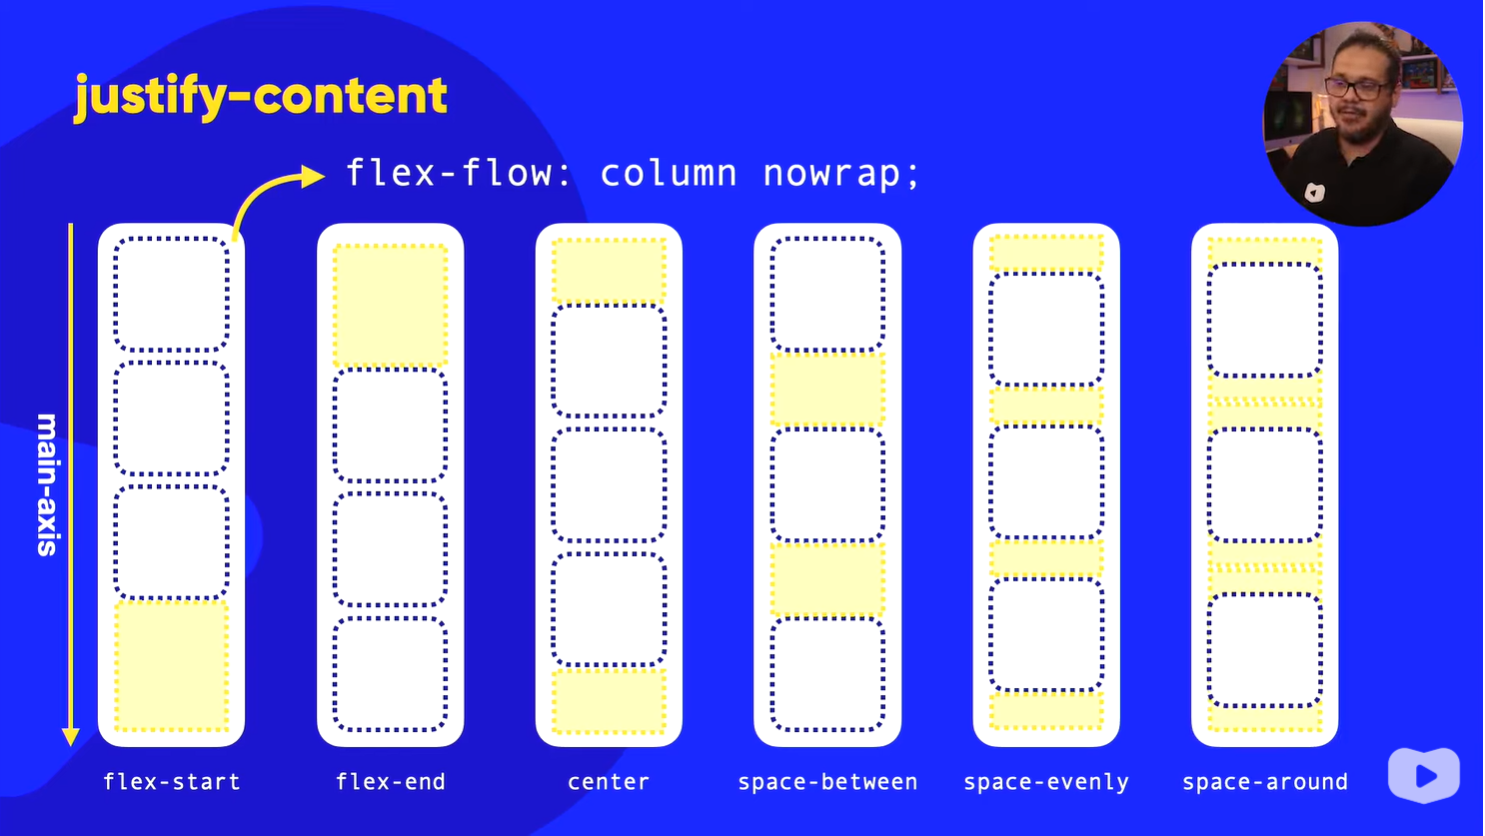 justify-content
flex-flow: column nowrap;
main-axis
flex-start
flex-end
center
space-between
space-evenly
space-around